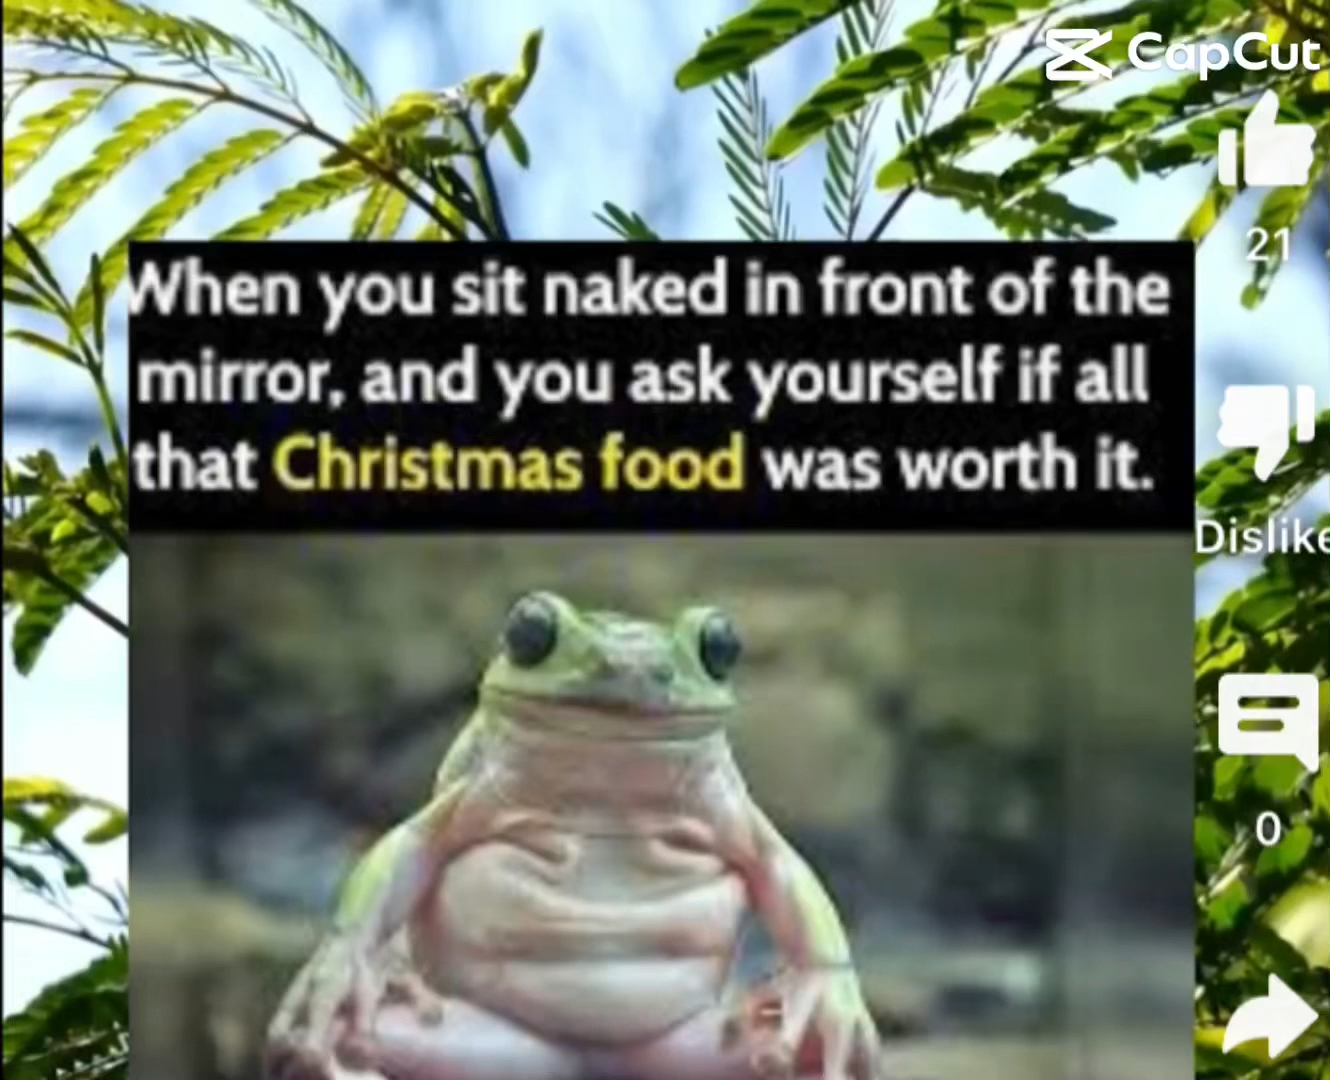 CapCut
21
When you sit naked in front of the
mirror, and you ask yourself if all
that Christmas food was worth it.
Dislike
0